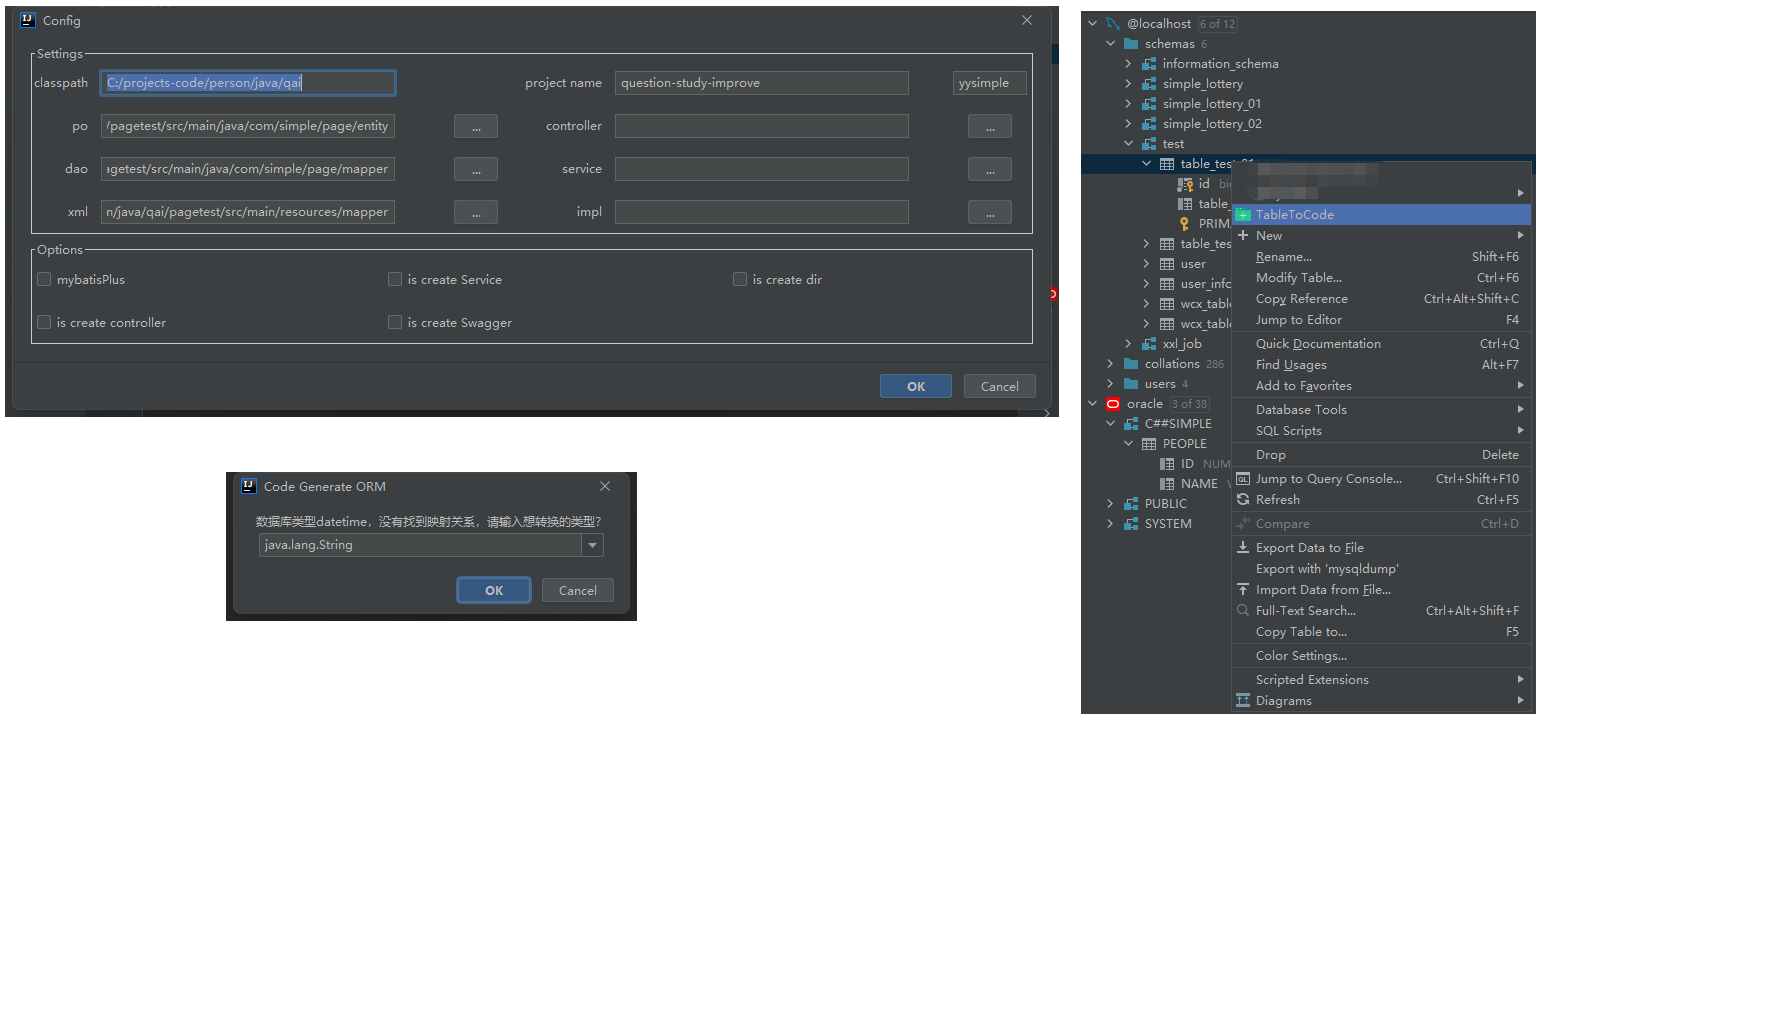 Config
Settings
classpath C:/projects-code/person/java/qai project name question-study-improve yysimple
po /pagetest/src/main/java/com/simple/page/entity ... controller ...
dao agetest/src/main/java/com/simple/page/mapper ... service ...
xml n/java/qai/pagetest/src/main/resources/mapper ... impl ...
Options
mybatisPlus is create Service is create dir
is create controller is create Swagger
OK Cancel
Code Generate ORM
数据库类型datetime，没有找到映射关系，请输入想转换的类型？
java.lang.String
OK Cancel
@localhost 6 of 12
schemas 6
information_schema
simple_lottery
simple_lottery_01
simple_lottery_02
test
table_test_01
id
table_
PRIM
table_tes
user
user_info
wcx_table
wcx_table
xxl_job
collations 286
users 4
oracle 3 of 38
C##SIMPLE
PEOPLE
ID NUM
NAME
PUBLIC
SYSTEM
TableToCode
New
Rename... Shift+F6
Modify Table... Ctrl+F6
Copy Reference Ctrl+Alt+Shift+C
Jump to Editor F4
Quick Documentation Ctrl+Q
Find Usages Alt+F7
Add to Favorites
Database Tools
SQL Scripts
Drop Delete
Jump to Query Console... Ctrl+Shift+F10
Refresh Ctrl+F5
Compare Ctrl+D
Export Data to File
Export with 'mysqldump'
Import Data from File...
Full-Text Search... Ctrl+Alt+Shift+F
Copy Table to... F5
Color Settings...
Scripted Extensions
Diagrams